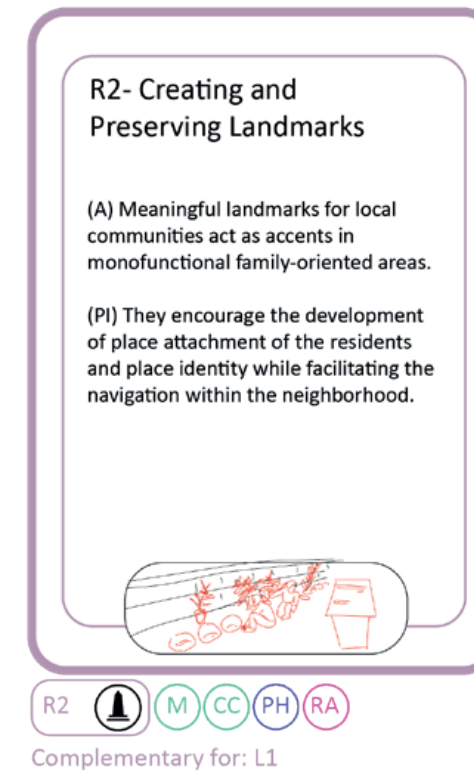 R2- Creating and
Preserving Landmarks
(A) Meaningful landmarks for local
communities act as accents in
monofunctional family-oriented areas.
(PI) They encourage the development
of place attachment of the residents
and place identity while facilitating the
navigation within the neighborhood.
R2 M CC PH RA
Complementary for: L1